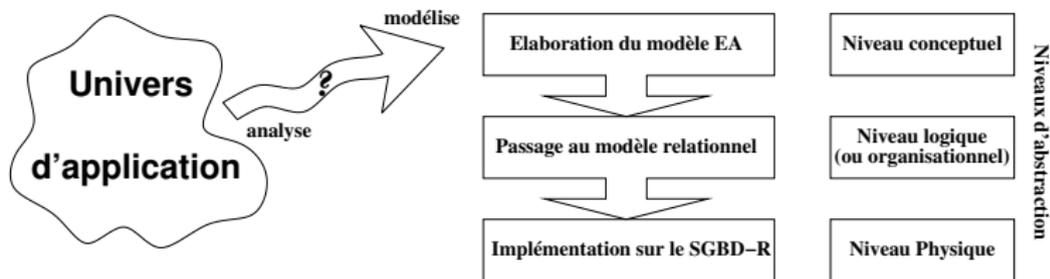 Univers
d'application
analyse
?
modélise
Elaboration du modèle EA
Passage au modèle relationnel
Implémentation sur le SGBD−R
Niveau conceptuel
Niveau logique
(ou organisationnel)
Niveau Physique
Niveaux d'abstraction